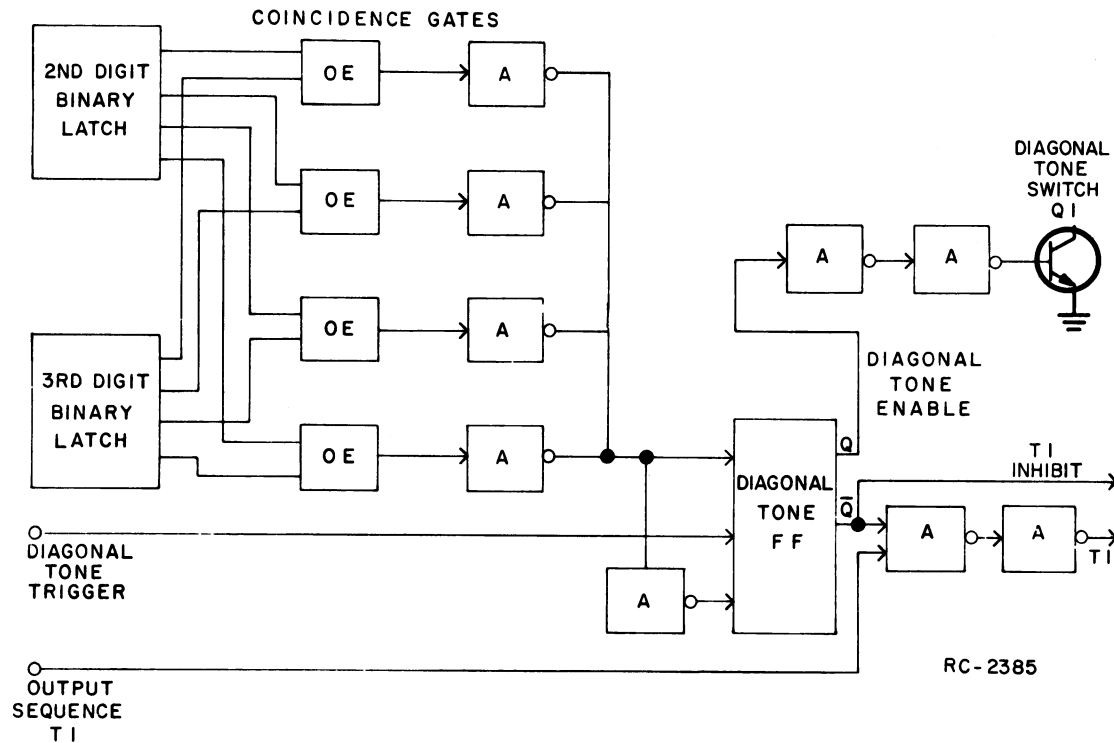 COINCIDENCE GATES
2ND DIGIT
BINARY
LATCH
OE
A
OE
A
OE
A
OE
A
3RD DIGIT
BINARY
LATCH
DIAGONAL
TONE
SWITCH
Q1
A
A
DIAGONAL
TONE
ENABLE
DIAGONAL
TONE
FF
Q
Q̅
T1
INHIBIT
A
A
T1
A
DIAGONAL
TONE
TRIGGER
OUTPUT
SEQUENCE
T1
RC-2385